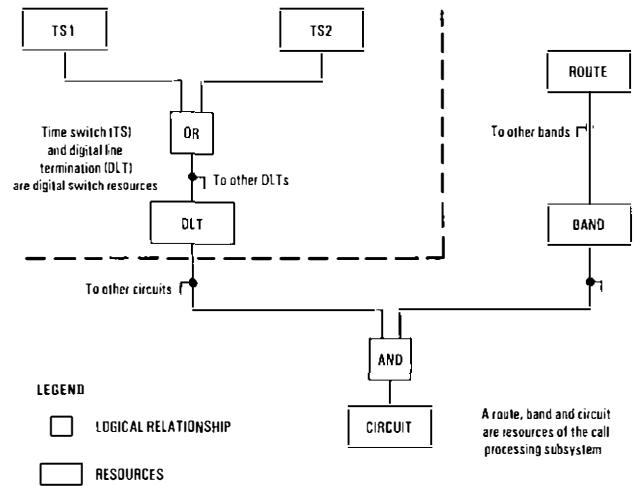 TS1
TS2
ROUTE
OR
Time switch (TS)
and digital line
termination (DLT)
are digital switch resources
To other bands
To other DLTs
DLT
BAND
To other circuits
AND
LEGEND
LOGICAL RELATIONSHIP
CIRCUIT
A route, band and circuit
are resources of the call
processing subsystem
RESOURCES